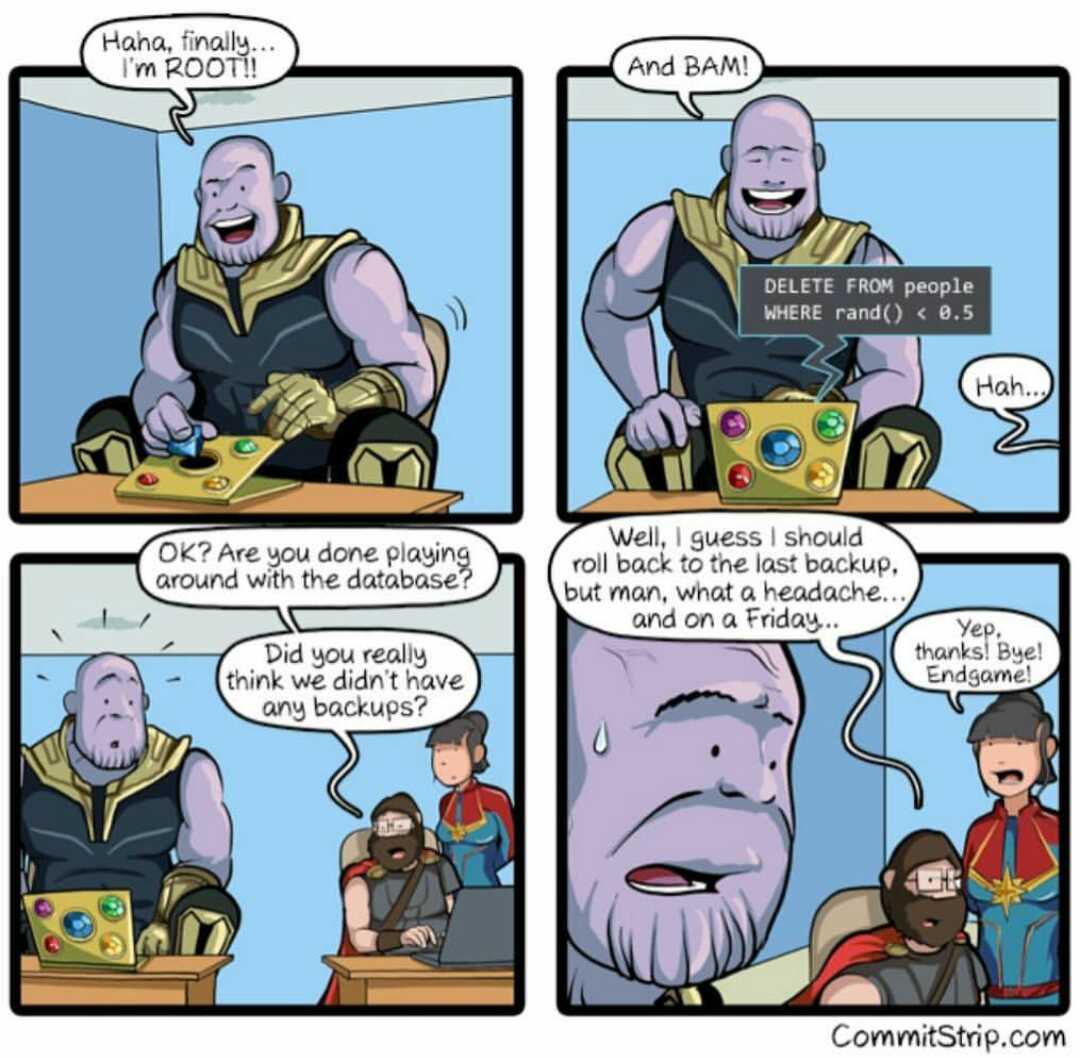 Haha, finally...
I'm ROOT!!
And BAM!
DELETE FROM people
WHERE rand() < 0.5
Hah...
OK? Are you done playing
around with the database?
Did you really
think we didn't have
any backups?
Well, I guess I should
roll back to the last backup,
but man, what a headache...
and on a Friday...
Yep,
thanks! Bye!
Endgame!
CommitStrip.com